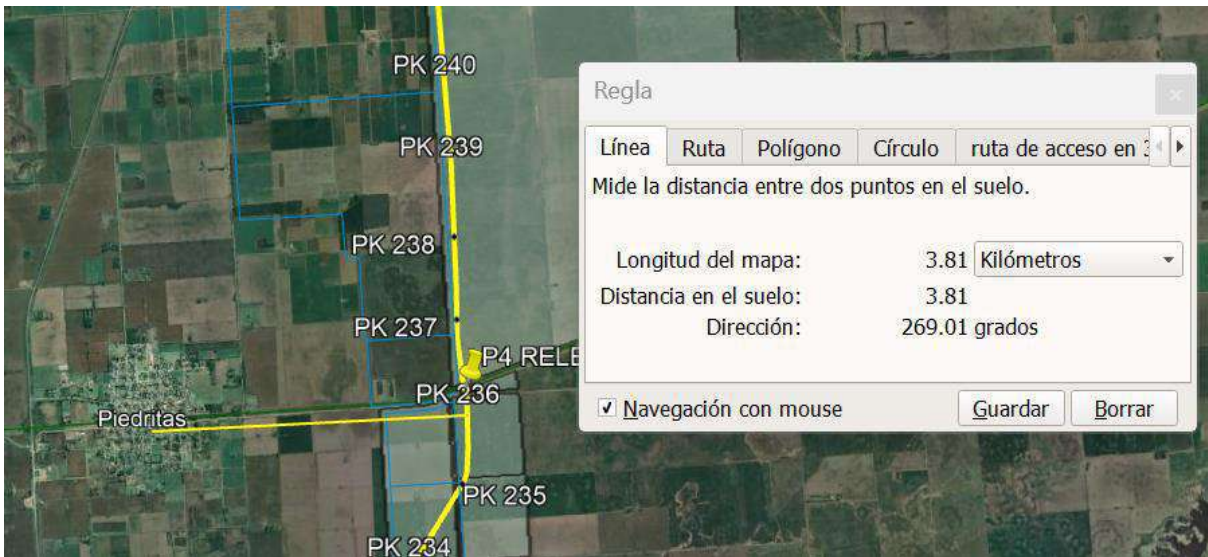 PK 240
PK 239
PK 238
PK 237
P4 RELE
PK 236
Piedritas
PK 235
PK 234
Regla
Línea Ruta Polígono Círculo ruta de acceso en 3
Mide la distancia entre dos puntos en el suelo.
Longitud del mapa: 3.81 Kilómetros
Distancia en el suelo: 3.81
Dirección: 269.01 grados
Navegación con mouse Guardar Borrar